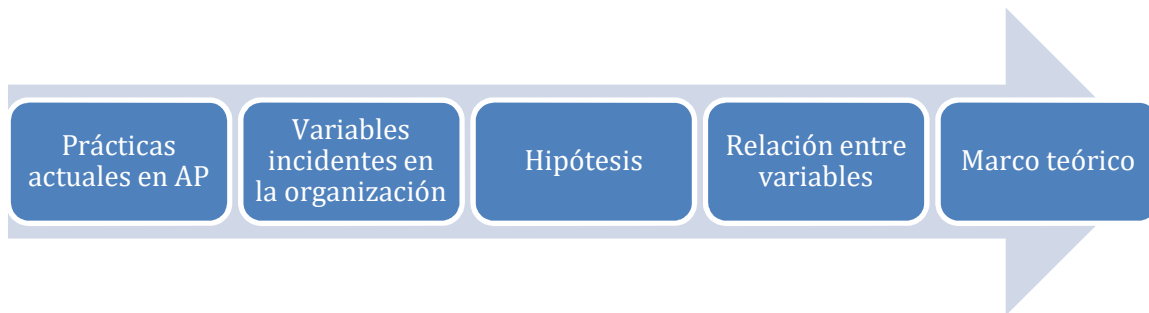 Prácticas
actuales en AP
Variables
incidentes en
la organización
Hipótesis
Relación entre
variables
Marco teórico